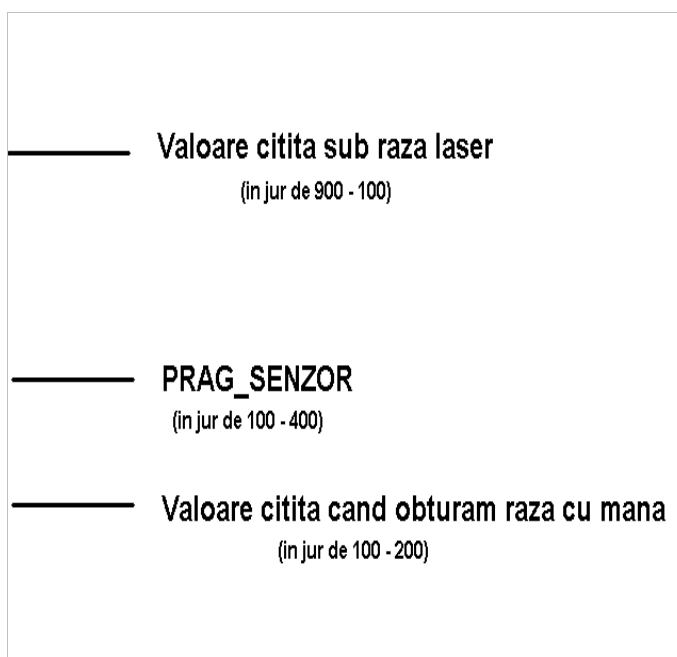 Valoare citita sub raza laser
(in jur de 900 - 100)
PRAG_SENZOR
(in jur de 100 - 400)
Valoare citita cand obturam raza cu mana
(in jur de 100 - 200)